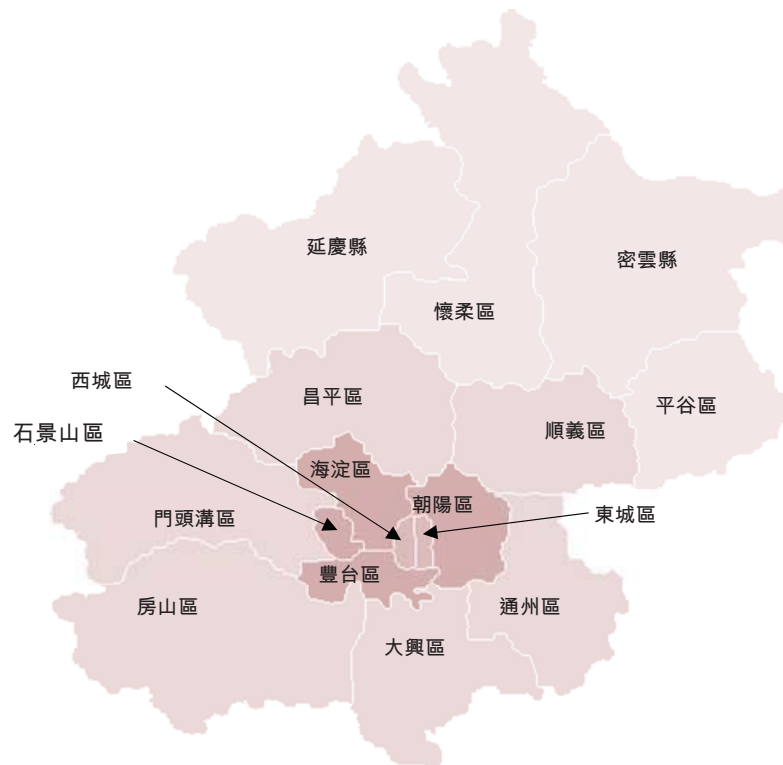 延慶縣
密雲縣
懷柔區
西城區
昌平區
平谷區
石景山區
順義區
海淀區
朝陽區
門頭溝區
東城區
豐台區
房山區
通州區
大興區